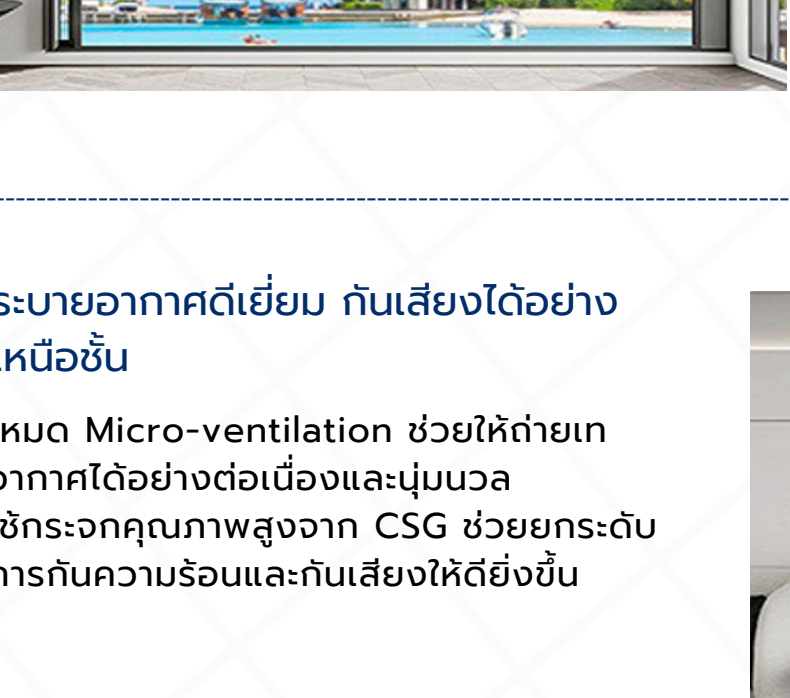 ระบายอากาศดีเยี่ยม กันเสียงได้อย่าง
เหนือชั้น
หมด Micro-ventilation ช่วยให้ถ่ายเท
อากาศได้อย่างต่อเนื่องและนุ่มนวล
ช้กระจกคุณภาพสูงจาก CSG ช่วยยกระดับ
การกันความร้อนและกันเสียงให้ดียิ่งขึ้น